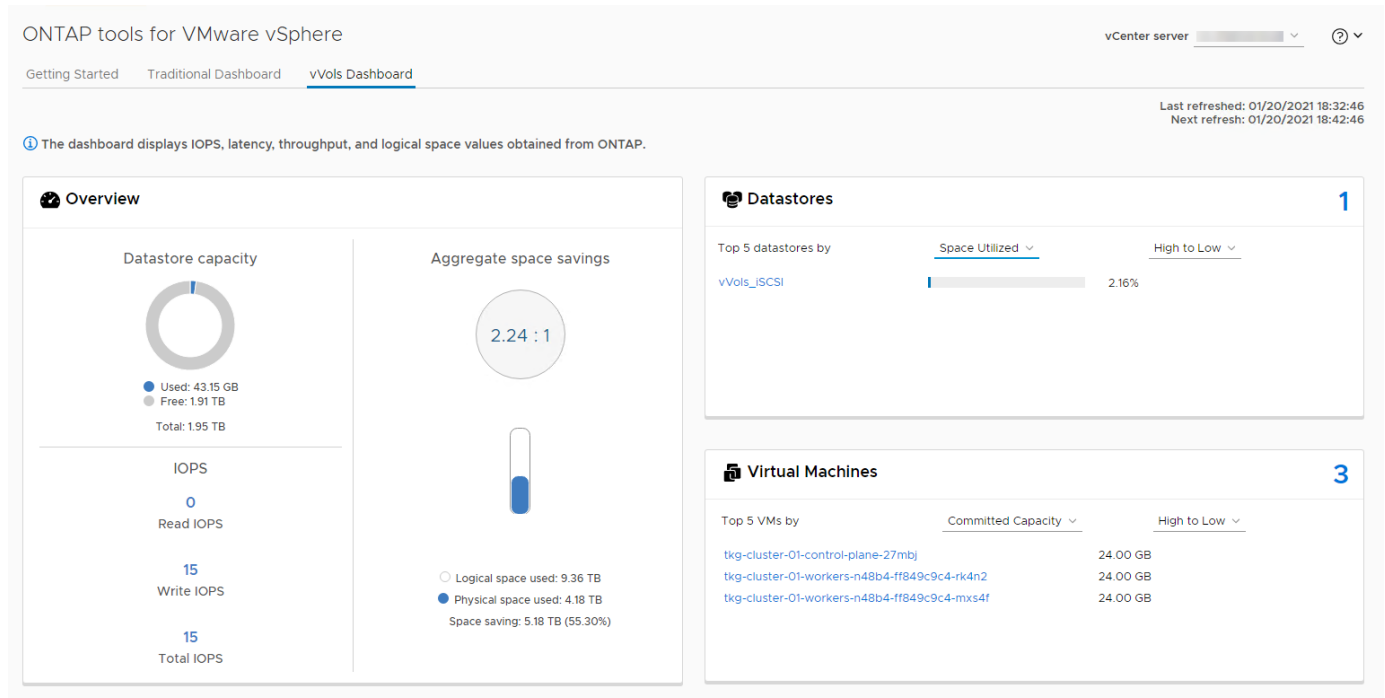 ONTAP tools for VMware vSphere
vCenter server
Getting Started Traditional Dashboard vVols Dashboard
Last refreshed: 01/20/2021 18:32:46
Next refresh: 01/20/2021 18:42:46
The dashboard displays IOPS, latency, throughput, and logical space values obtained from ONTAP.
Overview
Datastore capacity
Used: 43.15 GB
Free: 1.91 TB
Total: 1.95 TB
IOPS
0
Read IOPS
15
Write IOPS
15
Total IOPS
Aggregate space savings
2.24 : 1
Logical space used: 9.36 TB
Physical space used: 4.18 TB
Space saving: 5.18 TB (55.30%)
Datastores 1
Top 5 datastores by Space Utilized High to Low
vVols_iSCSI 2.16%
Virtual Machines 3
Top 5 VMs by Committed Capacity High to Low
tkg-cluster-01-control-plane-27mbj 24.00 GB
tkg-cluster-01-workers-n48b4-ff849c9c4-rk4n2 24.00 GB
tkg-cluster-01-workers-n48b4-ff849c9c4-mxs4f 24.00 GB